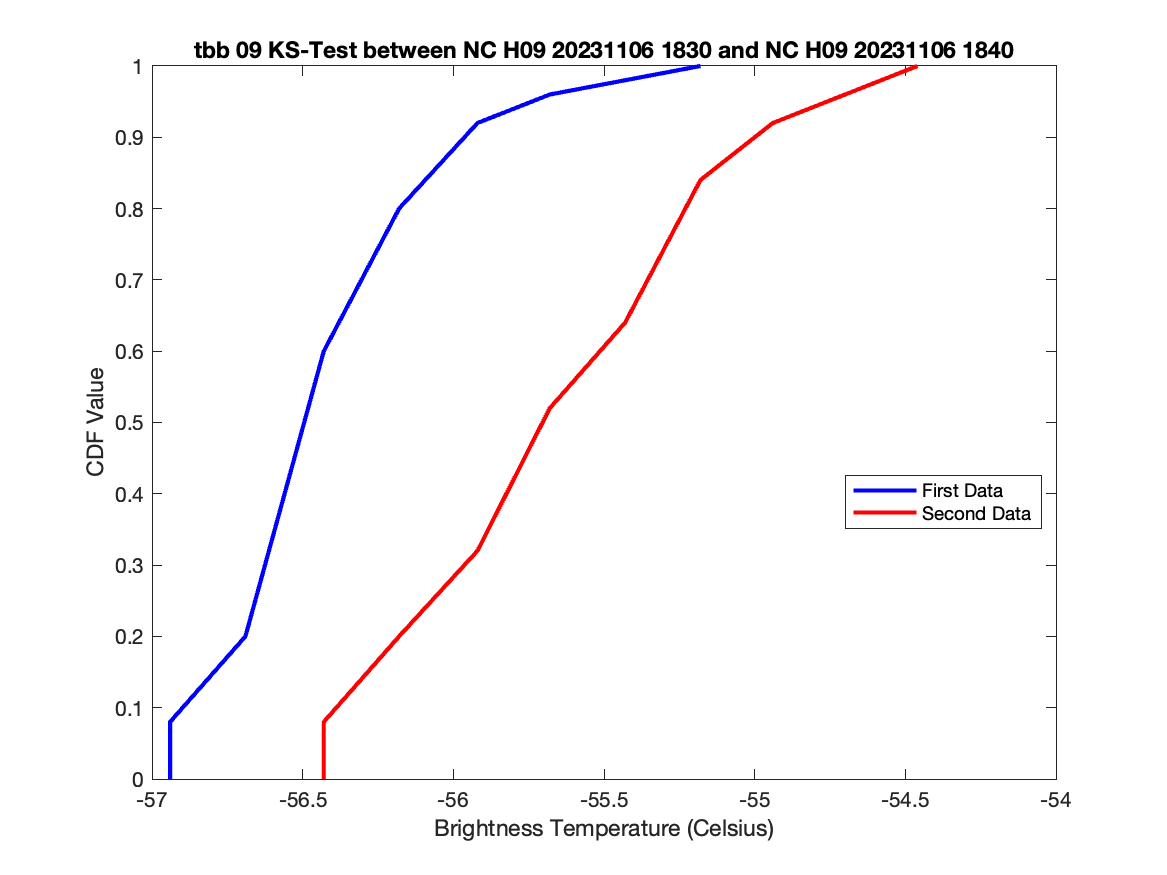 tbb 09 KS-Test between NC H09 20231106 1830 and NC H09 20231106 1840
1
0.9
0.8
0.7
0.6
0.5
0.4
0.3
0.2
0.1
0
CDF Value
First Data
Second Data
-57 -56.5 -56 -55.5 -55 -54.5 -54
Brightness Temperature (Celsius)